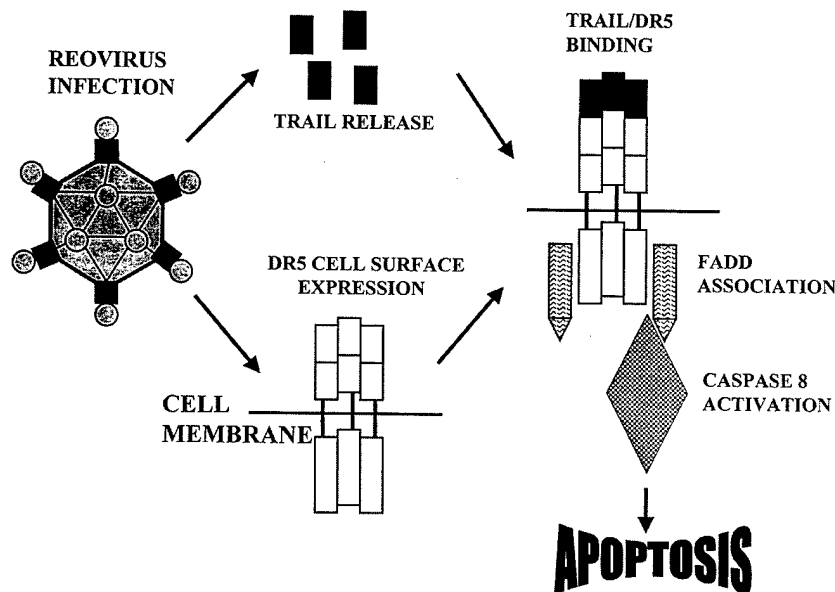 REOVIRUS
INFECTION
TRAIL RELEASE
TRAIL/DR5
BINDING
DR5 CELL SURFACE
EXPRESSION
CELL
MEMBRANE
FADD
ASSOCIATION
CASPASE 8
ACTIVATION
APOPTOSIS